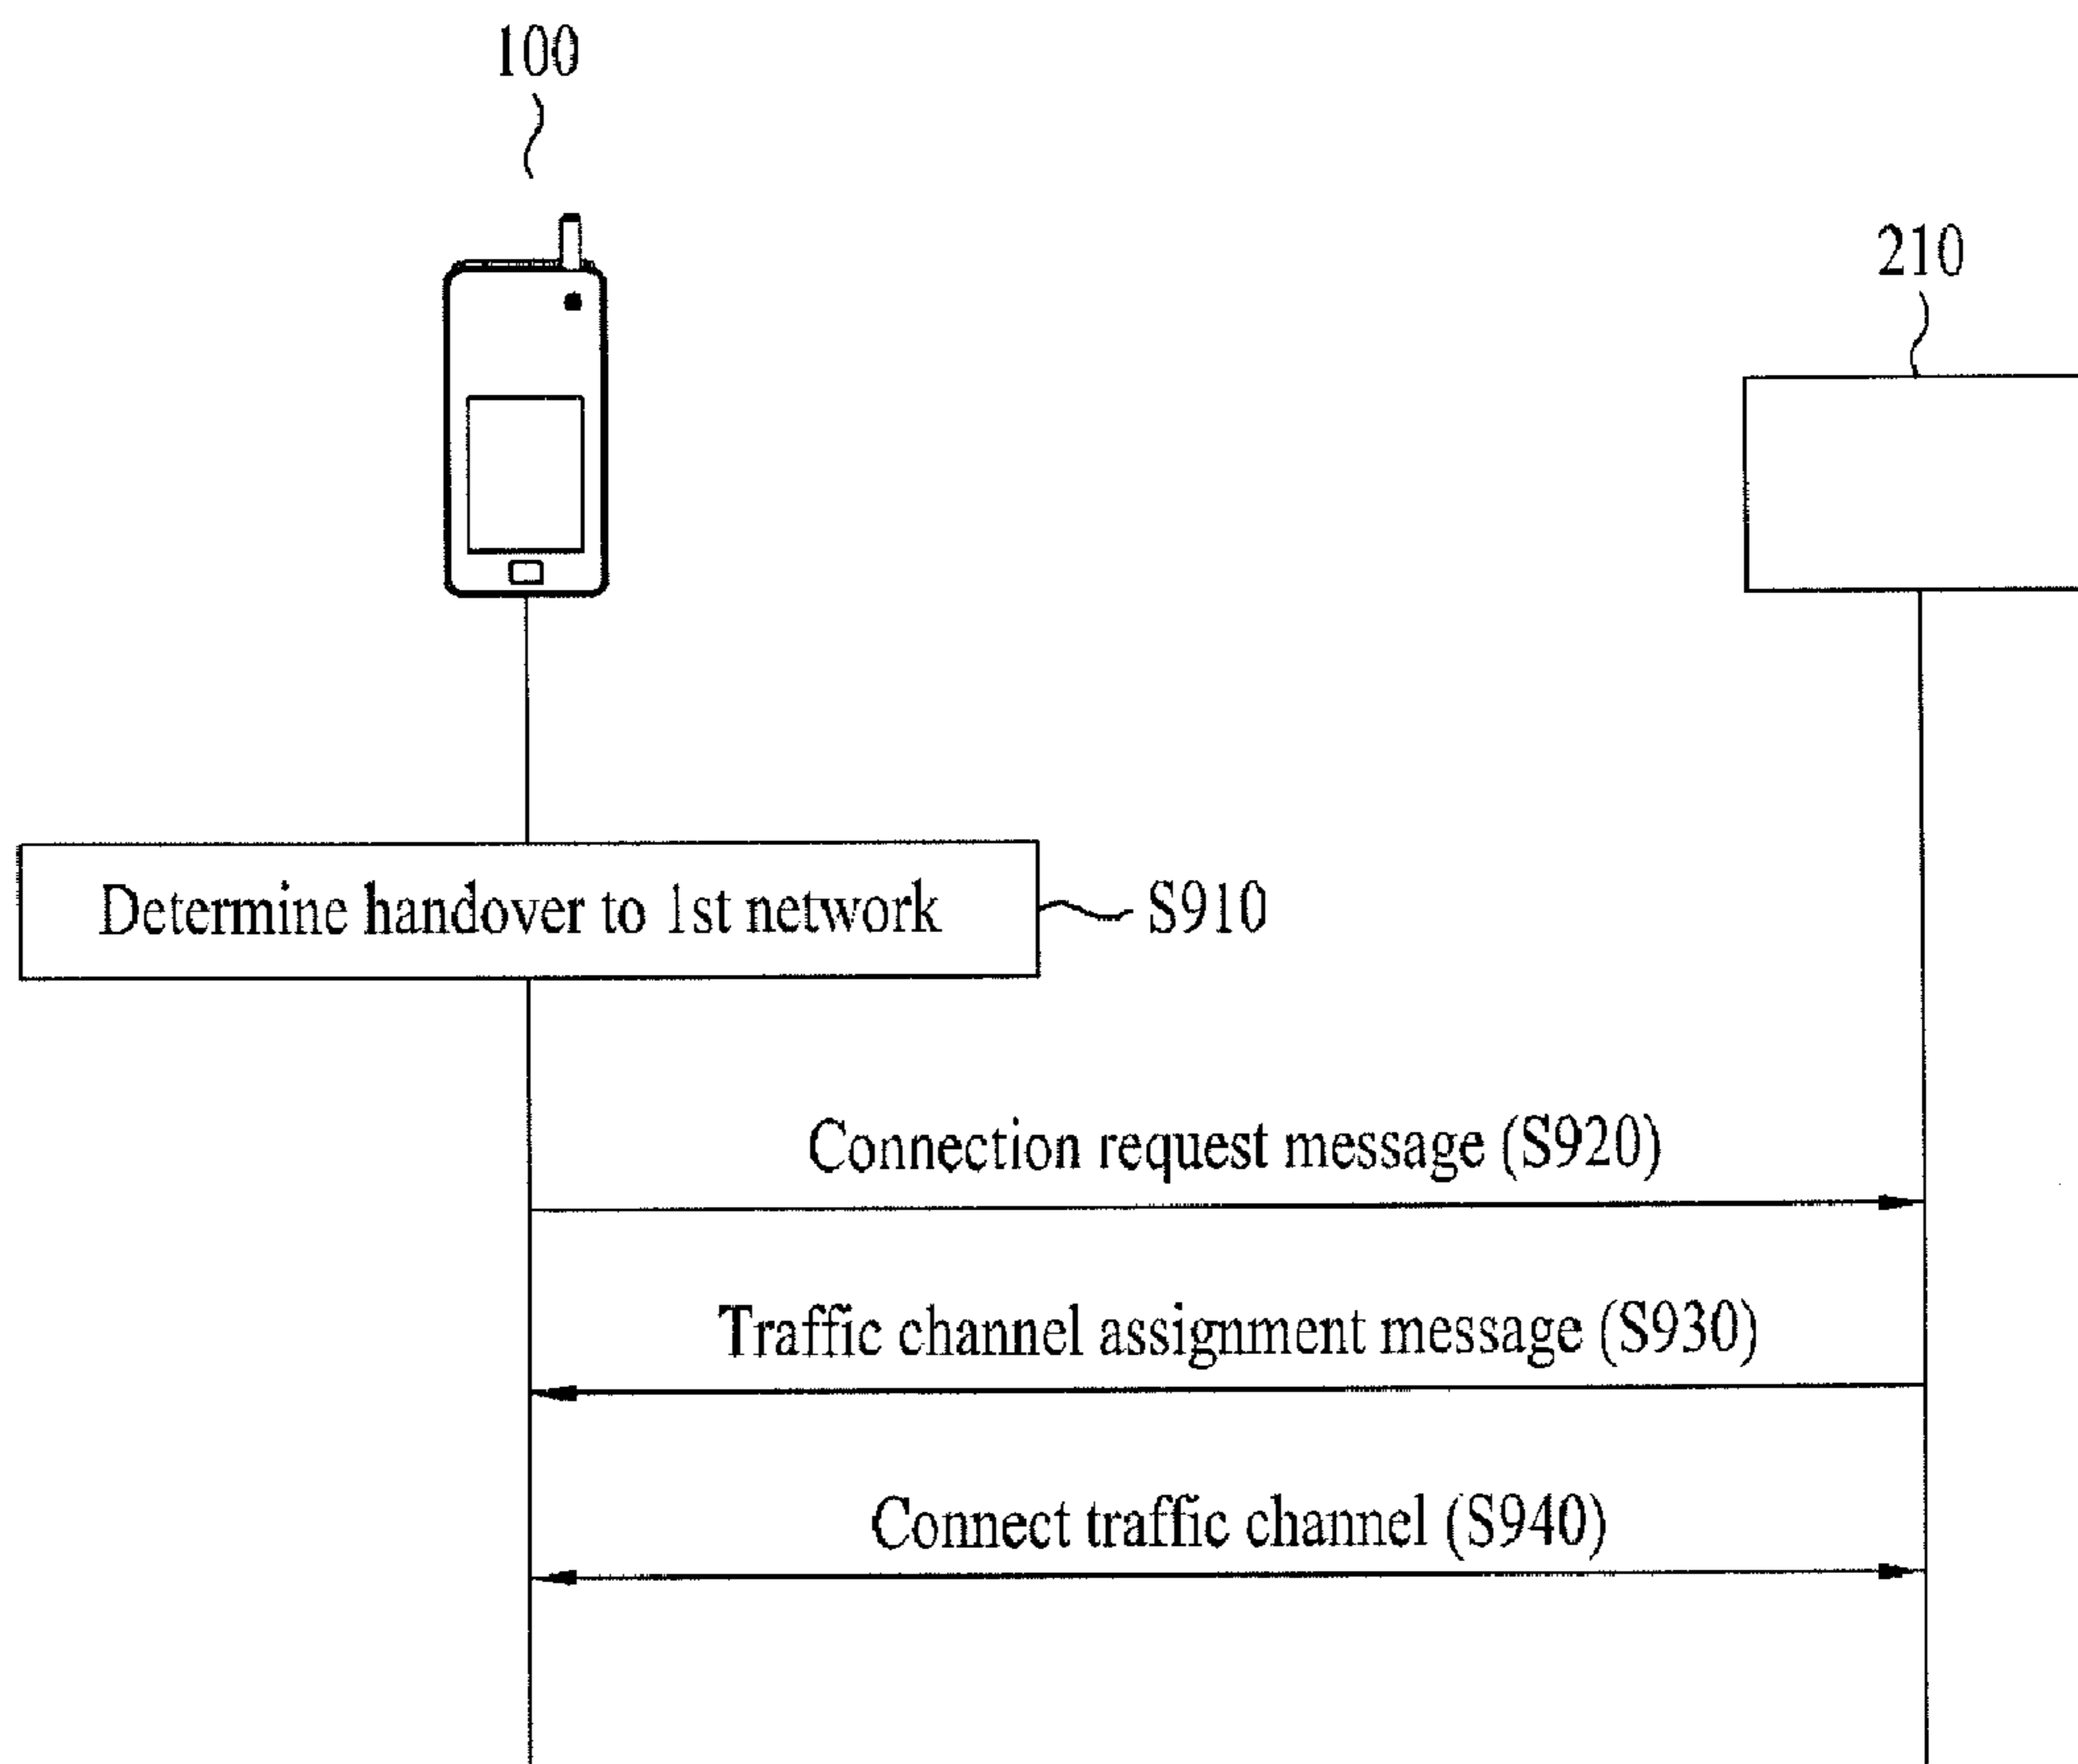 100
210
Determine handover to 1st network
S910
Connection request message (S920)
Traffic channel assignment message (S930)
Connect traffic channel (S940)